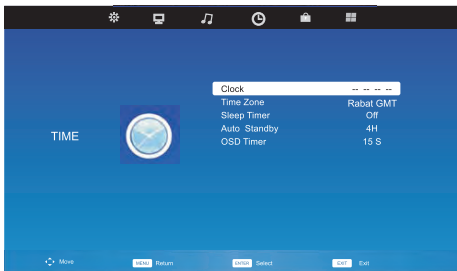 Clock -- -- -- --
Time Zone Rabat GMT
Sleep Timer Off
Auto Standby 4H
OSD Timer 15 S
TIME
Move MENU Return ENTER Select EXIT Exit